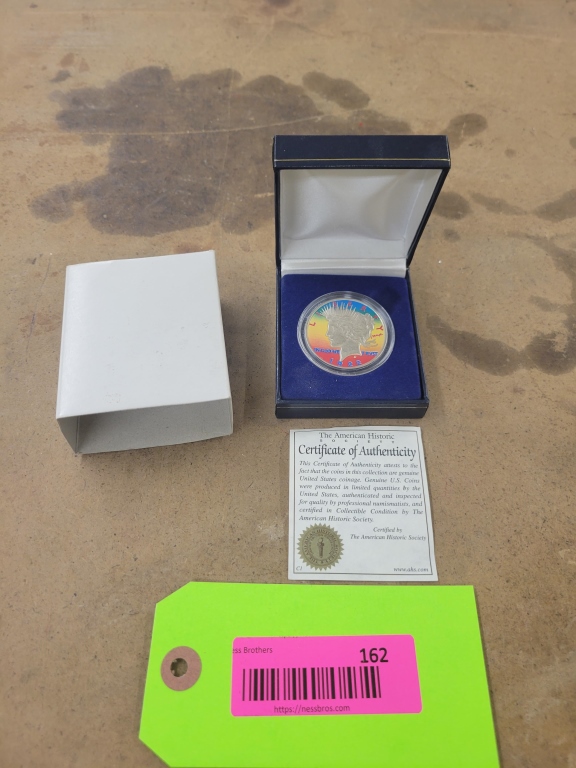 The American Historic
SOCIETY
Certificate of Authenticity
This Certificate of Authenticity attests to the
fact that the coins in this collection are genuine
United States coinage. Genuine U.S. Coins
were produced in limited quantities by the
United States, authenticated and inspected
for quality by professional numismatists, and
certified in Collectible Condition by The
American Historic Society.
Certified by
The American Historic Society
C1
www.ahs.com
ess Brothers
162
https://nessbros.com